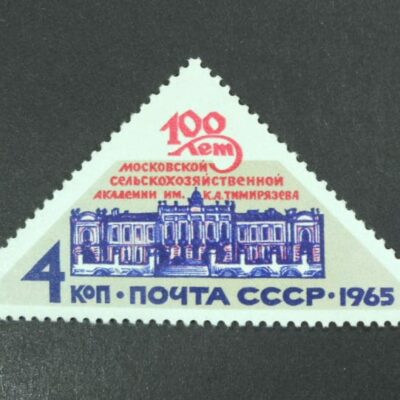 100
лет
МОСКОВСКОЙ
СЕЛЬСКОХОЗЯЙСТВЕННОЙ
АКАДЕМИИ ИМ. К.А. ТИМИРЯЗЕВА
4 КОП • ПОЧТА СССР • 1965